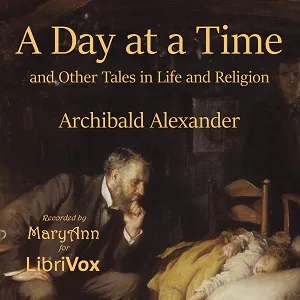 A Day at a Time
and Other Tales in Life and Religion
Archibald Alexander
Recorded by
MaryAnn
for
LibriVox